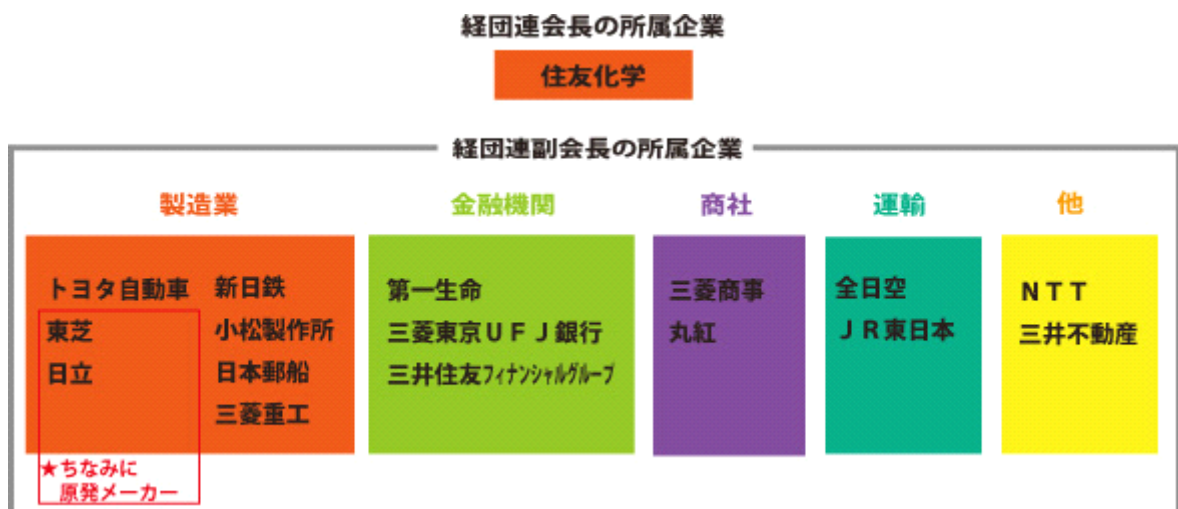 経団連会長の所属企業
住友化学
経団連副会長の所属企業
製造業
トヨタ自動車
東芝
日立
★ちなみに
原発メーカー
新日鉄
小松製作所
日本郵船
三菱重工
金融機関
第一生命
三菱東京ＵＦＪ銀行
三井住友ﾌｨﾅﾝｼｬﾙｸﾞﾙｰﾌﾟ
商社
三菱商事
丸紅
運輸
全日空
ＪＲ東日本
他
ＮＴＴ
三井不動産